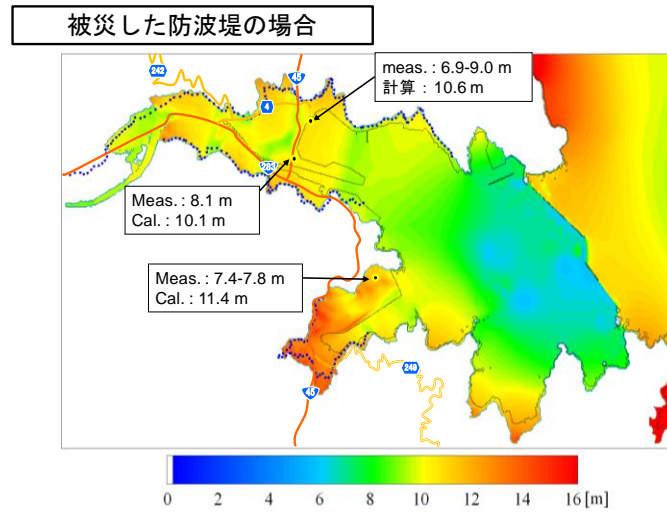 被災した防波堤の場合
meas. : 6.9-9.0 m
計算 : 10.6 m
242
45
4
283
Meas. : 8.1 m
Cal. : 10.1 m
Meas. : 7.4-7.8 m
Cal. : 11.4 m
249
45
0 2 4 6 8 10 12 14 16 [m]